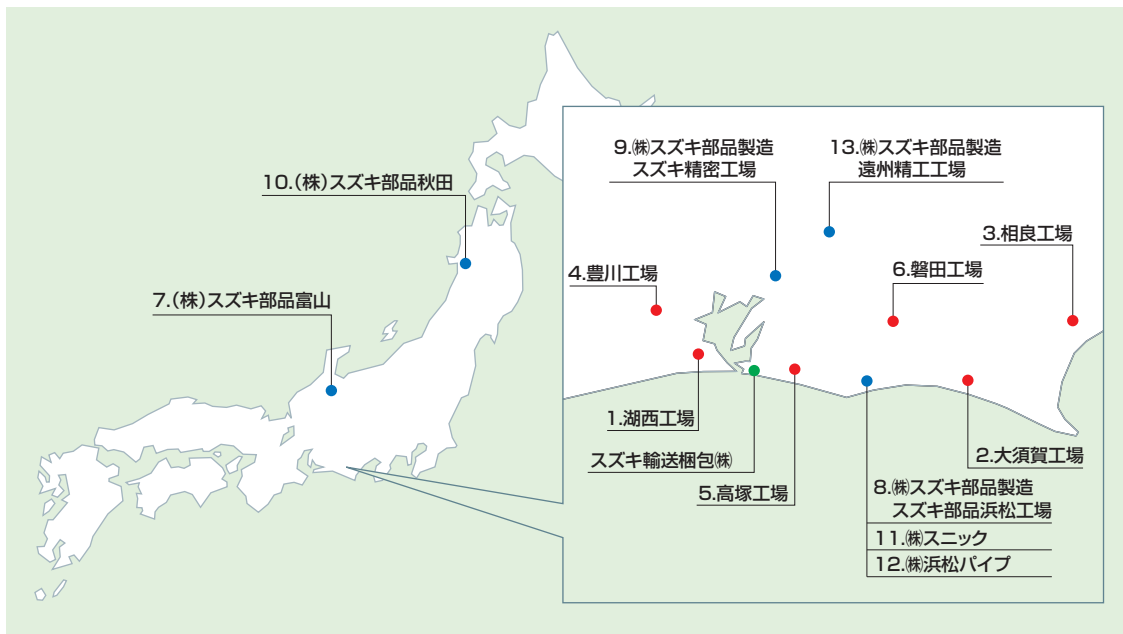 10.(株)スズキ部品秋田
7.(株)スズキ部品富山
9.㈱スズキ部品製造
スズキ精密工場
13.㈱スズキ部品製造
遠州精工工場
3.相良工場
4.豊川工場
6.磐田工場
1.湖西工場
スズキ輸送梱包㈱
5.高塚工場
2.大須賀工場
8.㈱スズキ部品製造
スズキ部品浜松工場
11.㈱スニック
12.㈱浜松パイプ